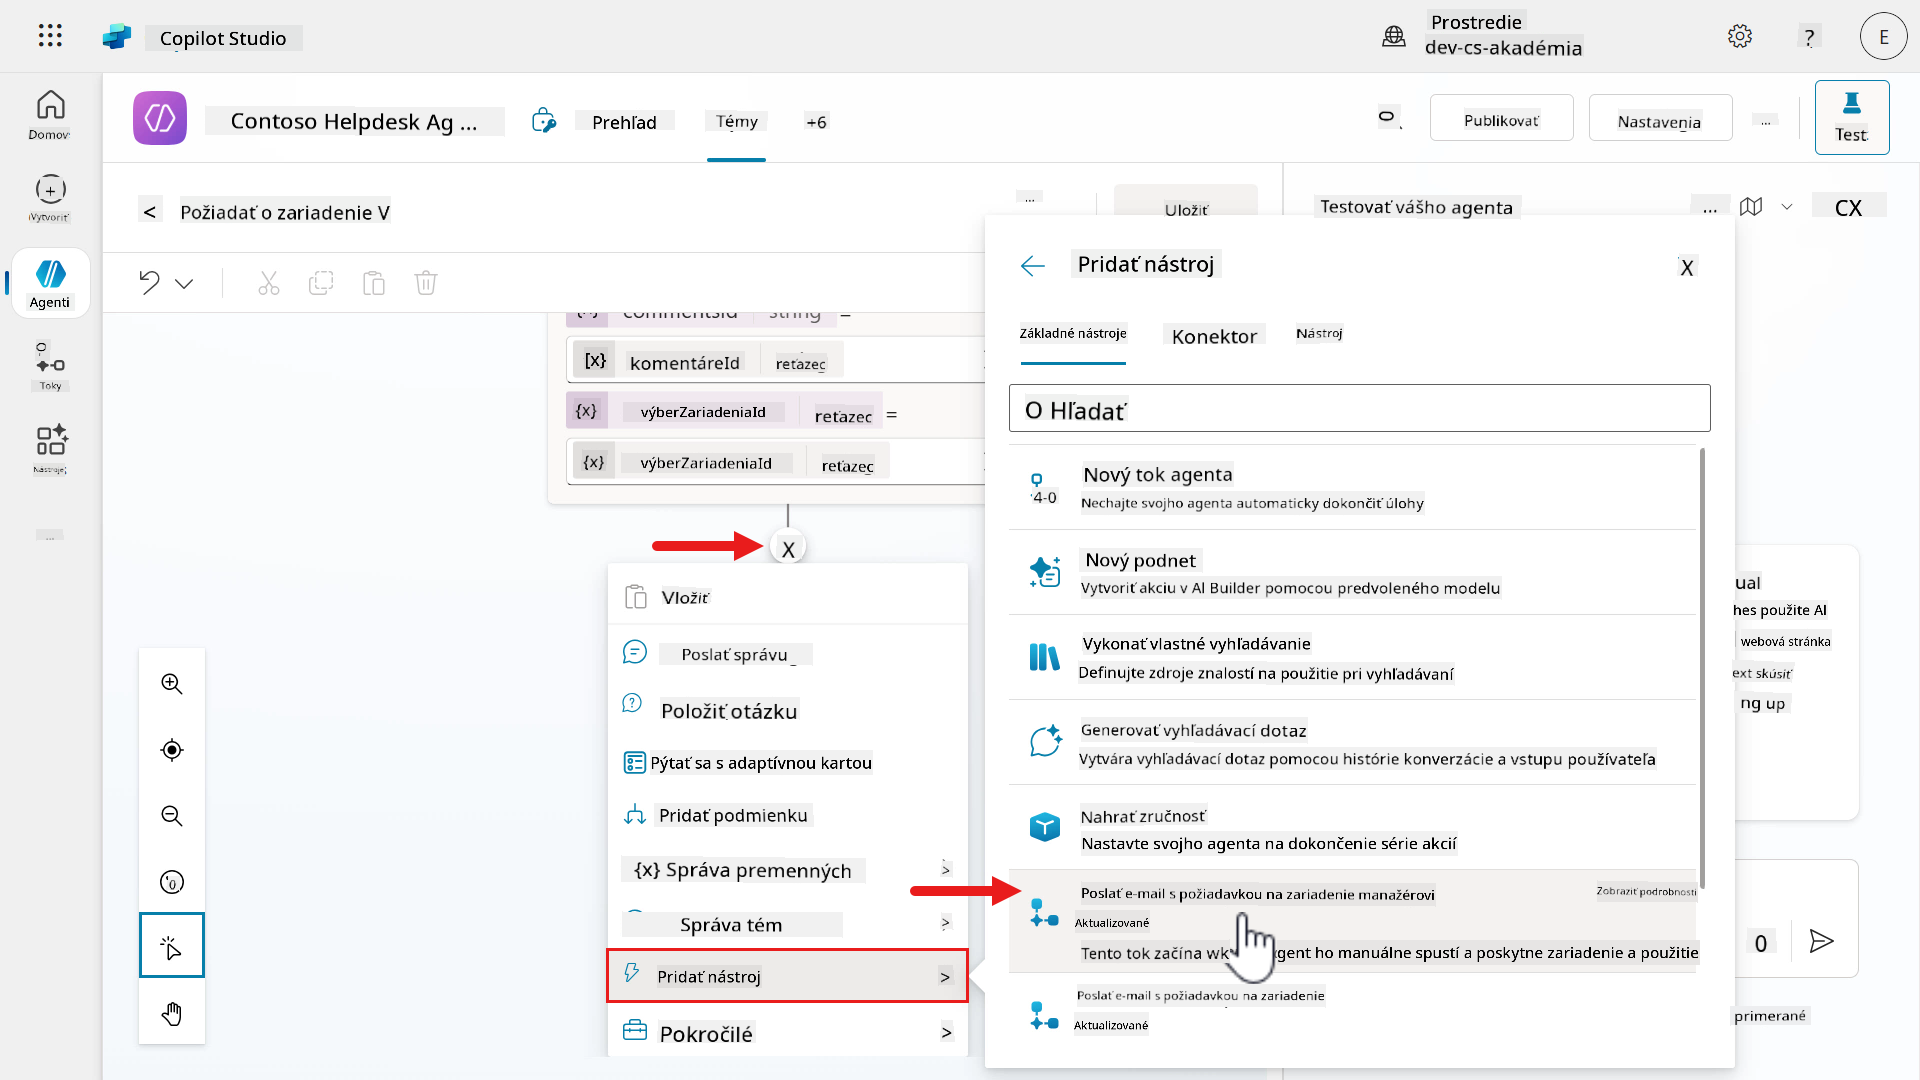 Copilot Studio
Prostredie
dev-cs-akadémia
?
E
Domov
Vytvoriť
Agenti
Toky
Nástroje
...
Contoso Helpdesk Ag ...
Prehľad
Témy
+6
Publikovať
Nastavenia
...
Test
<
Požiadať o zariadenie V
...
Uložiť
Testovať vášho agenta
...
CX
commentsId
string
=
[x]
komentáreId
reťazec
{x}
výberZariadeniaId
reťazec
=
{x}
výberZariadeniaId
reťazec
X
Vložiť
Poslať správu
Položiť otázku
Pýtať sa s adaptívnou kartou
Pridať podmienku
{x} Správa premenných
>
Správa tém
>
Pridať nástroj
>
Pokročilé
>
Pridať nástroj
X
Základné nástroje
Konektor
Nástroj
O Hľadať
Nový tok agenta
Nechajte svojho agenta automaticky dokončiť úlohy
Nový podnet
Vytvoriť akciu v AI Builder pomocou predvoleného modelu
Vykonať vlastné vyhľadávanie
Definujte zdroje znalostí na použitie pri vyhľadávaní
Generovať vyhľadávací dotaz
Vytvára vyhľadávací dotaz pomocou histórie konverzácie a vstupu používateľa
Nahrať zručnosť
Nastavte svojho agenta na dokončenie série akcií
Poslať e-mail s požiadavkou na zariadenie manažérovi
Zobraziť podrobnosti
Aktualizované
Tento tok začína
gent ho manuálne spustí a poskytne zariadenie a použitie
Poslať e-mail s požiadavkou na zariadenie
Aktualizované
ual
hes použite AI
webová stránka
ext skúsiť
ng up
0
primerané